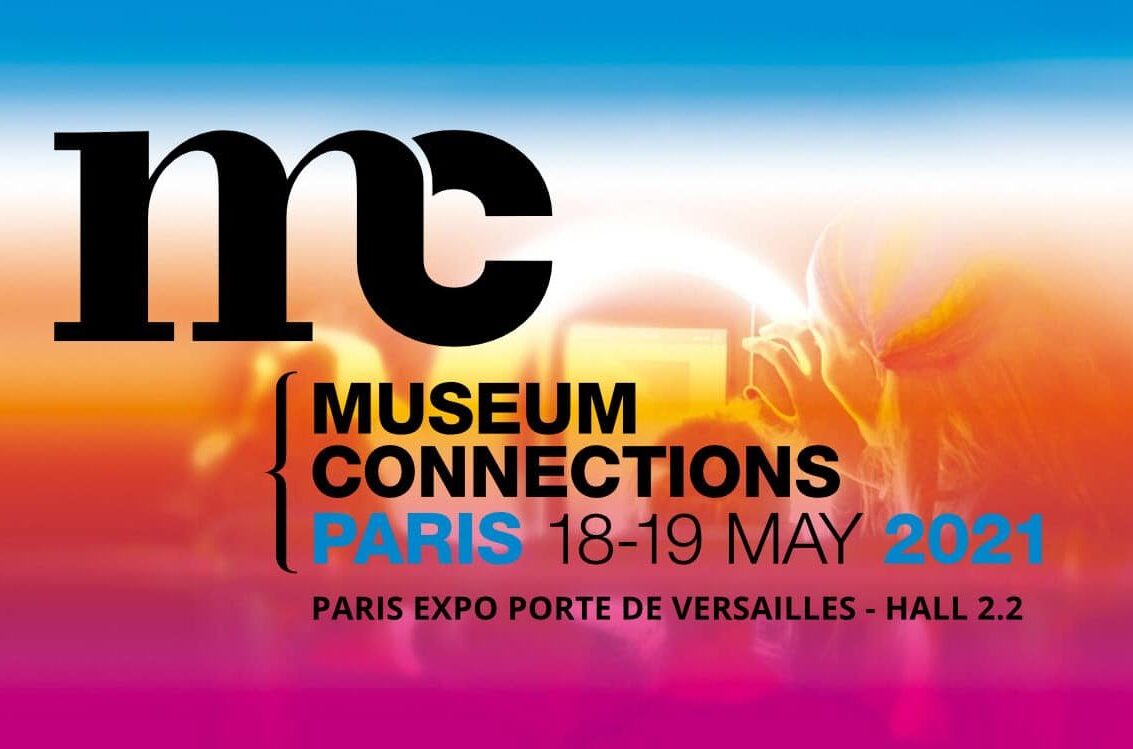 mc
MUSEUM
CONNECTIONS
PARIS 18-19 MAY 2021
PARIS EXPO PORTE DE VERSAILLES - HALL 2.2